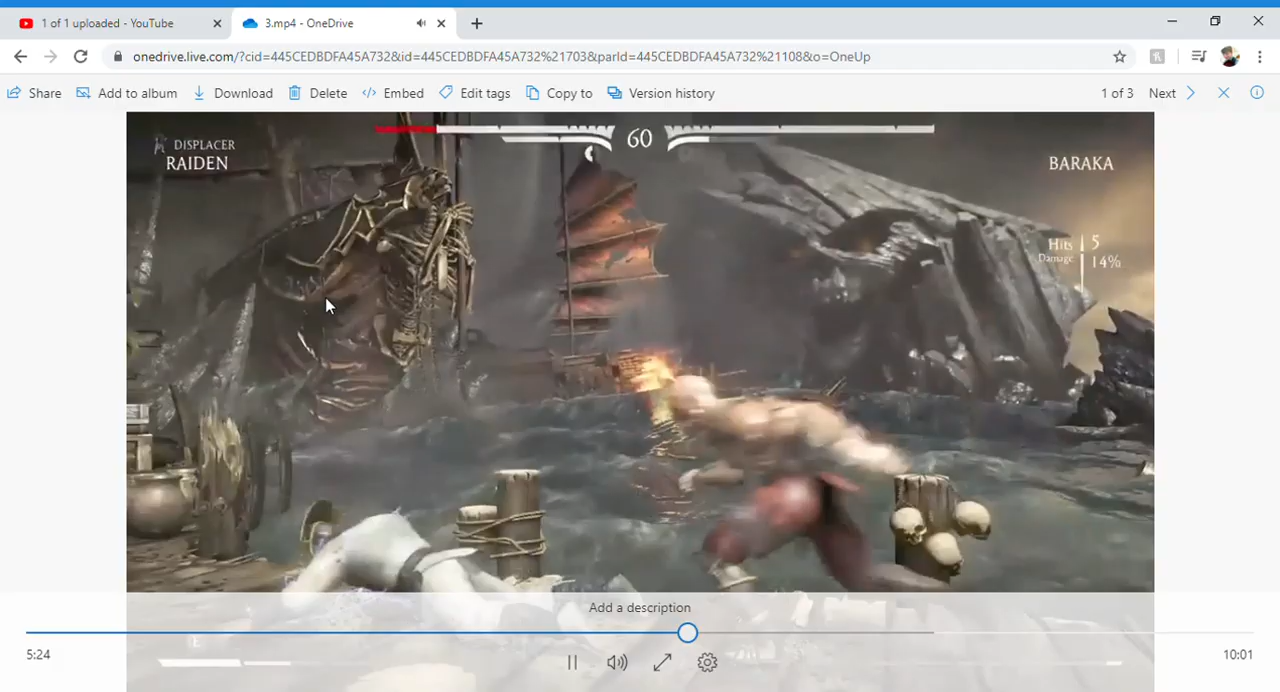 1 of 1 uploaded - YouTube
3.mp4 - OneDrive
onedrive.live.com/?cid=445CEDBDFA45A732&id=445CEDBDFA45A732%21703&parId=445CEDBDFA45A732%21108&o=OneUp
Share Add to album Download Delete Embed Edit tags Copy to Version history 1 of 3 Next
DISPLACER
RAIDEN
60
BARAKA
Hits 5
Damage 14%
Add a description
5:24 10:01